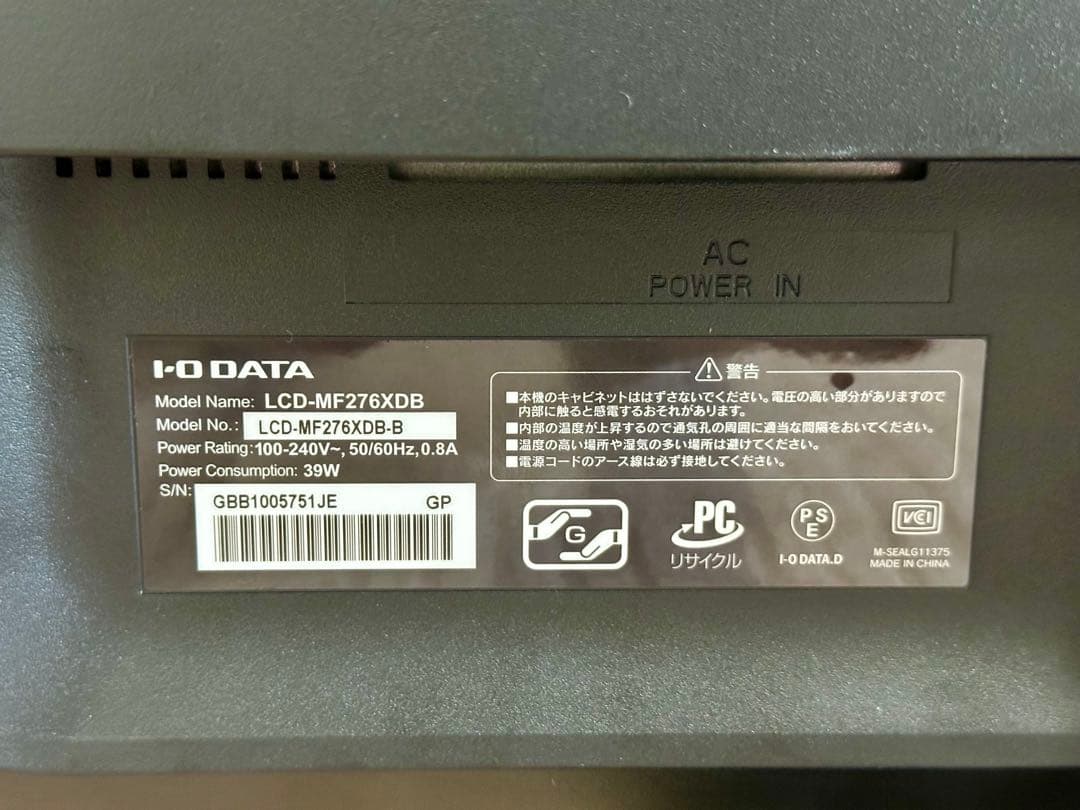 AC
POWER IN
I-O DATA
Model Name: LCD-MF276XDB
Model No.: LCD-MF276XDB-B
Power Rating: 100-240V~, 50/60Hz, 0.8A
Power Consumption: 39W
S/N:
GBB1005751JE GP
警告
■本機のキャビネットははずさないでください。電圧の高い部分がありますので
内部に触ると感電するおそれがあります。
■内部の温度が上昇するので通気孔の周囲に適当な間隔をおいてください。
■温度の高い場所や湿気の多い場所は避けてください。
■電源コードのアース線は必ず接地してください。
G
PC
リサイクル
PSE
I-O DATA.D
VCCI
M-SEALG11375
MADE IN CHINA